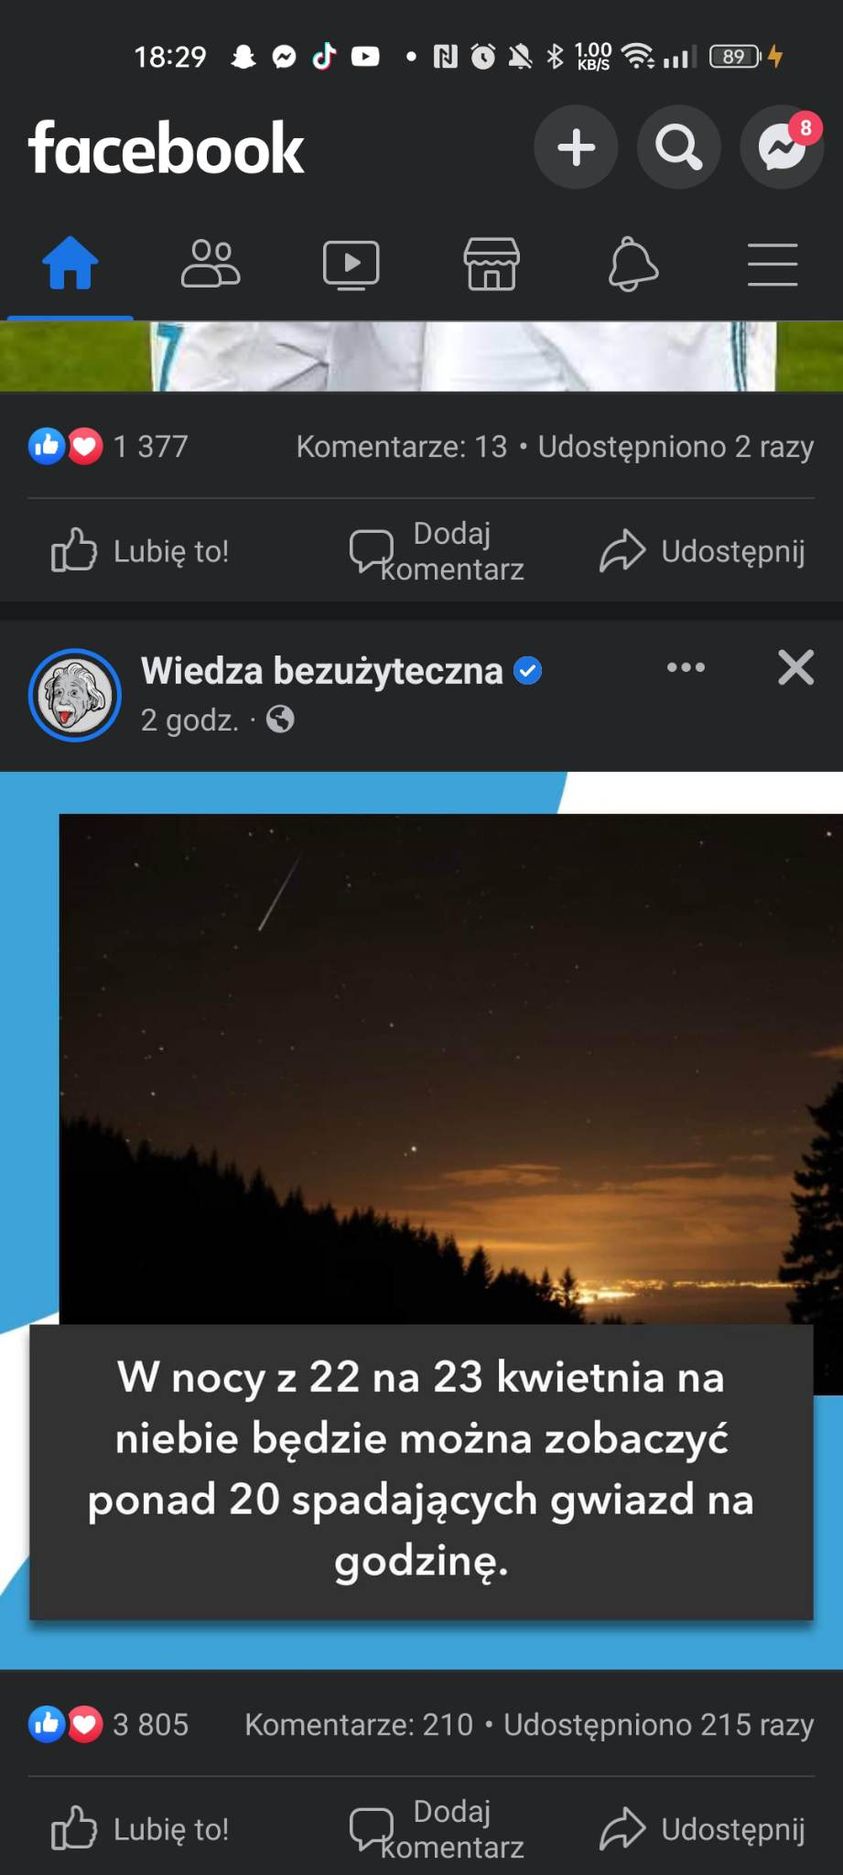 18:29 1.00 KB/S 89
facebook
8
1 377 Komentarze: 13 • Udostępniono 2 razy
Lubię to! Dodaj komentarz Udostępnij
Wiedza bezużyteczna
2 godz. ·
W nocy z 22 na 23 kwietnia na
niebie będzie można zobaczyć
ponad 20 spadających gwiazd na
godzinę.
3 805 Komentarze: 210 • Udostępniono 215 razy
Lubię to! Dodaj komentarz Udostępnij